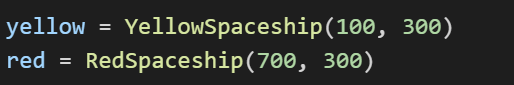 yellow = YellowSpaceship(100, 300)
red = RedSpaceship(700, 300)